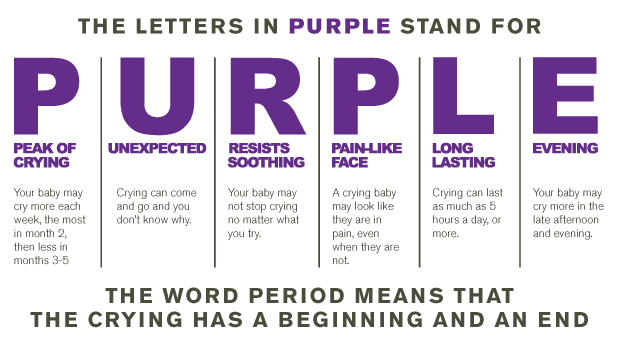 THE LETTERS IN PURPLE STAND FOR
P
PEAK OF
CRYING
Your baby may
cry more each
week, the most
in month 2,
then less in
months 3-5
U
UNEXPECTED
Crying can come
and go and you
don't know why.
R
RESISTS
SOOTHING
Your baby may
not stop crying
no matter what
you try.
P
PAIN-LIKE
FACE
A crying baby
may look like
they are in
pain, even
when they are
not.
L
LONG
LASTING
Crying can last
as much as 5
hours a day, or
more.
E
EVENING
Your baby may
cry more in the
late afternoon
and evening.
THE WORD PERIOD MEANS THAT
THE CRYING HAS A BEGINNING AND AN END